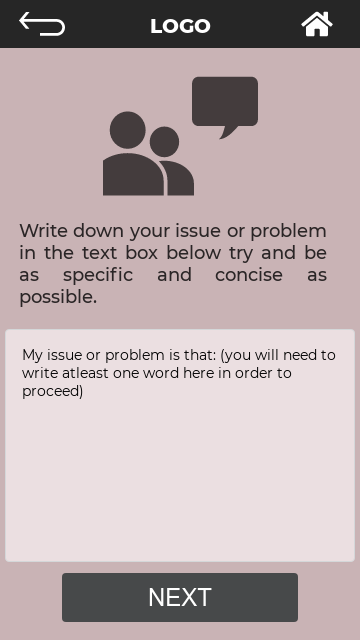 LOGO
Write down your issue or problem
in the text box below try and be
as specific and concise as
possible.
My issue or problem is that: (you will need to
write atleast one word here in order to
proceed)
NEXT